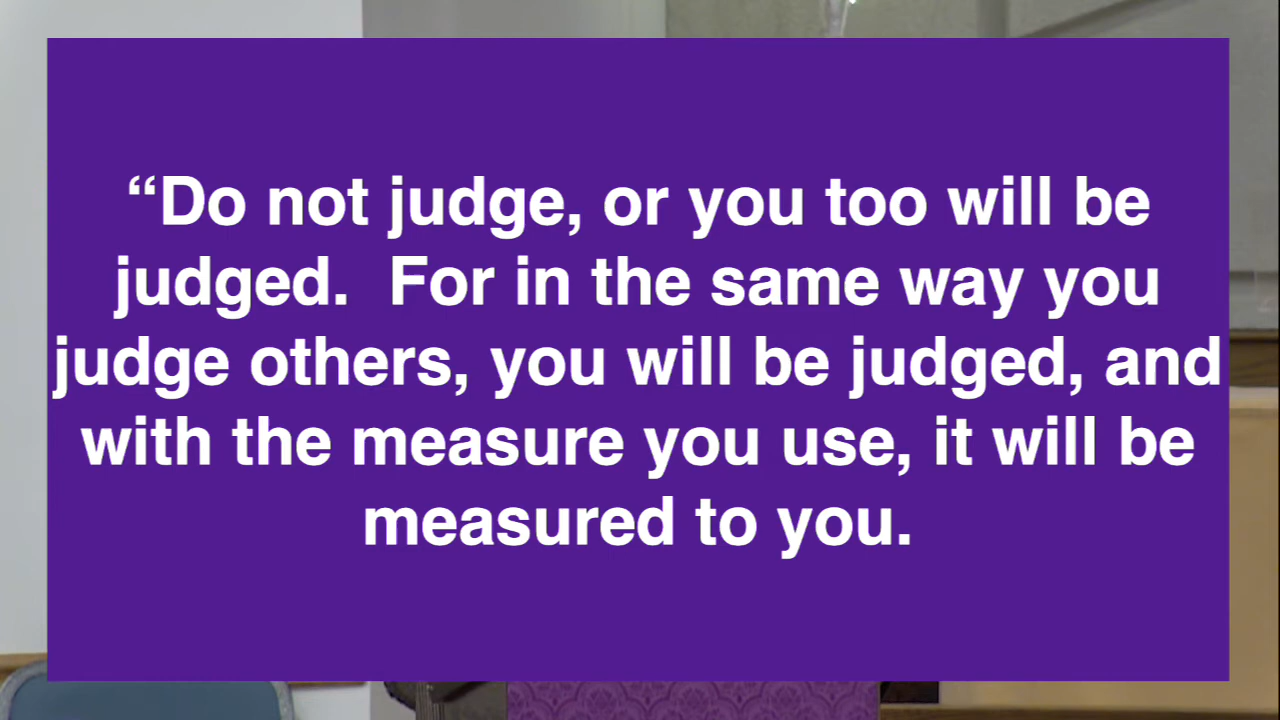 “Do not judge, or you too will be
judged.  For in the same way you
judge others, you will be judged, and
with the measure you use, it will be
measured to you.